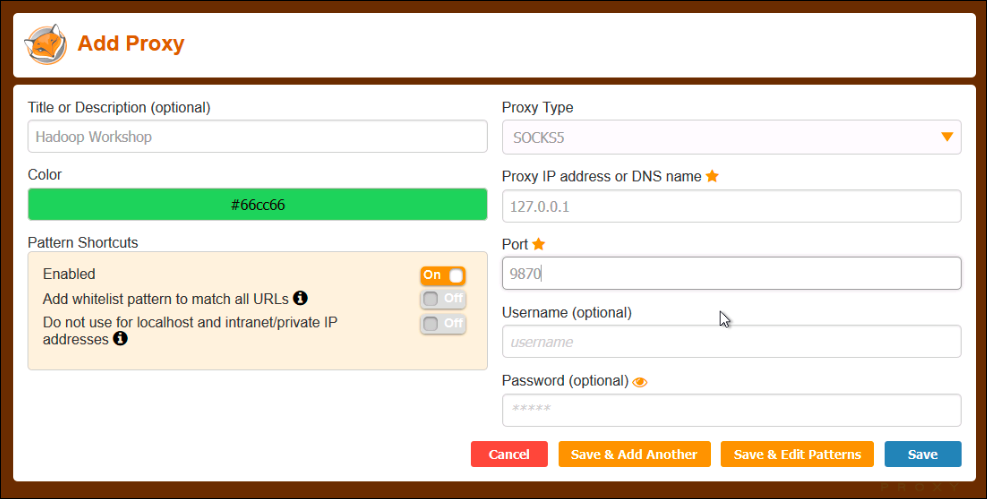 Add Proxy
Title or Description (optional)
Hadoop Workshop
Color
#66cc66
Pattern Shortcuts
Enabled
On
Add whitelist pattern to match all URLs
Off
Do not use for localhost and intranet/private IP
addresses
Off
Proxy Type
SOCKS5
Proxy IP address or DNS name
127.0.0.1
Port
9870
Username (optional)
username
Password (optional)
*****
Cancel
Save & Add Another
Save & Edit Patterns
Save